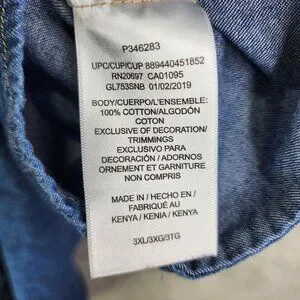 P346283
UPC/CUP/CUP 889440451852
RN20697 CA01095
GL753SNB 01/02/2019
BODY/CUERPO/L'ENSEMBLE:
100% COTTON/ALGODÓN
COTON
EXCLUSIVE OF DECORATION/
TRIMMINGS
EXCLUSIVO PARA
DECORACIÓN / ADORNOS
ORNEMENT ET GARNITURE
NON COMPRIS
MADE IN / HECHO EN /
FABRIQUÉ AU
KENYA / KENIA / KENYA
3XL/3XG/3TG